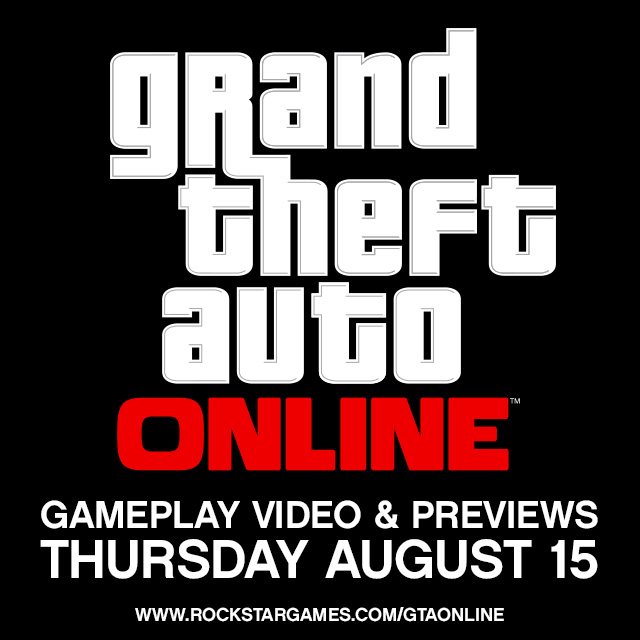 grand
theft
auto
ONLINE™
GAMEPLAY VIDEO & PREVIEWS
THURSDAY AUGUST 15
WWW.ROCKSTARGAMES.COM/GTAONLINE